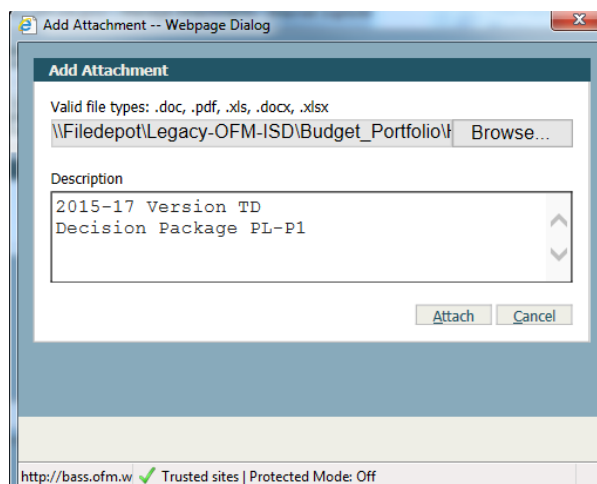 Add Attachment -- Webpage Dialog
x
Add Attachment
Valid file types: .doc, .pdf, .xls, .docx, .xlsx
\\Filedepot\Legacy-OFM-ISD\Budget_Portfolio\ Browse...
Description
2015-17 Version TD
Decision Package PL-P1
Attach Cancel
http://bass.ofm.w Trusted sites | Protected Mode: Off